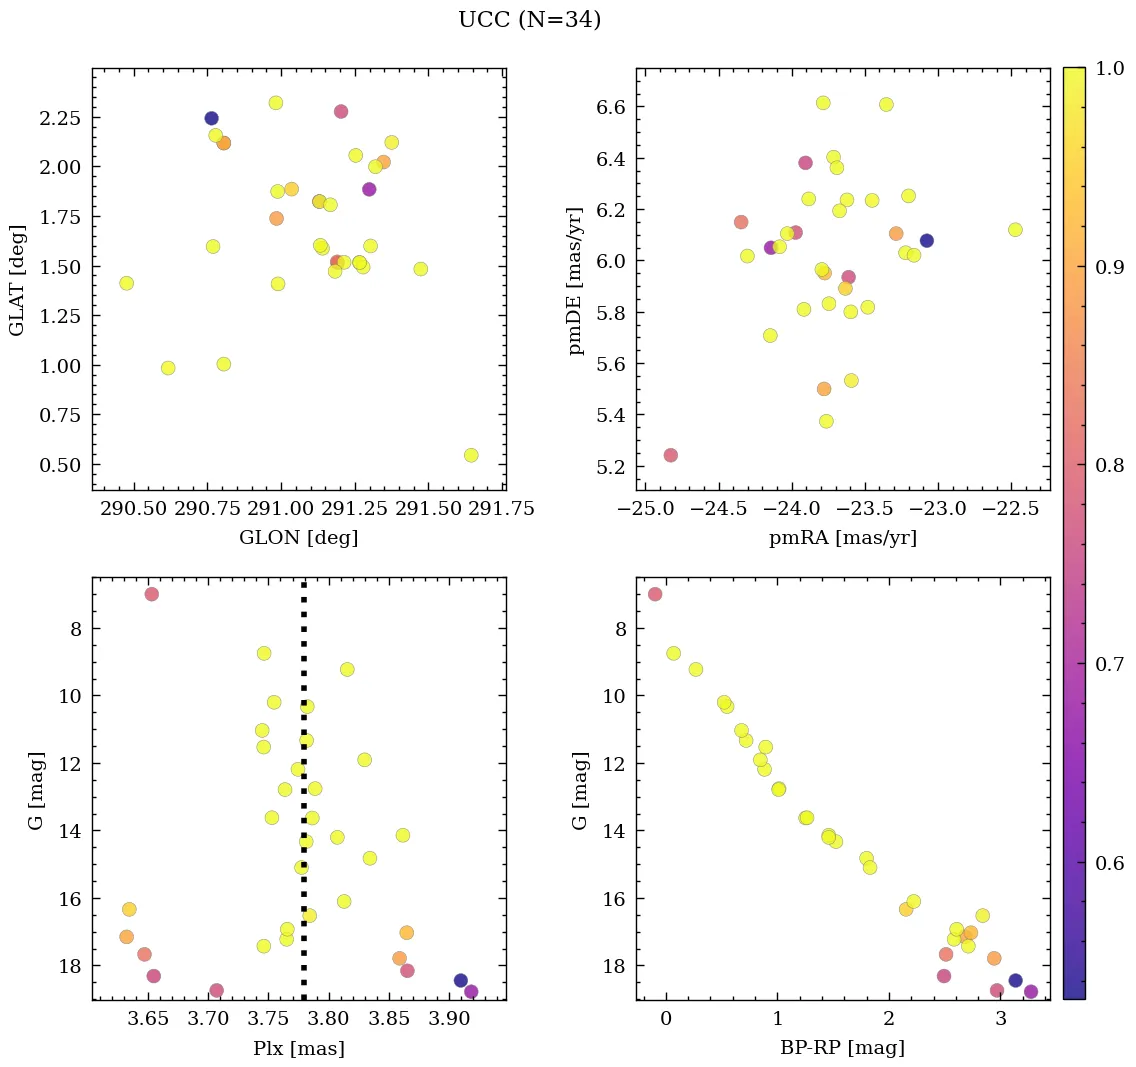 UCC (N=34)
2.25
2.00
1.75
1.50
1.25
1.00
0.75
0.50
GLAT [deg]
290.50 290.75 291.00 291.25 291.50 291.75
GLON [deg]
6.6
6.4
6.2
6.0
5.8
5.6
5.4
5.2
pmDE [mas/yr]
−25.0 −24.5 −24.0 −23.5 −23.0 −22.5
pmRA [mas/yr]
1.0
0.9
0.8
0.7
0.6
8
10
12
14
16
18
G [mag]
3.65 3.70 3.75 3.80 3.85 3.90
Plx [mas]
8
10
12
14
16
18
G [mag]
0 1 2 3
BP-RP [mag]